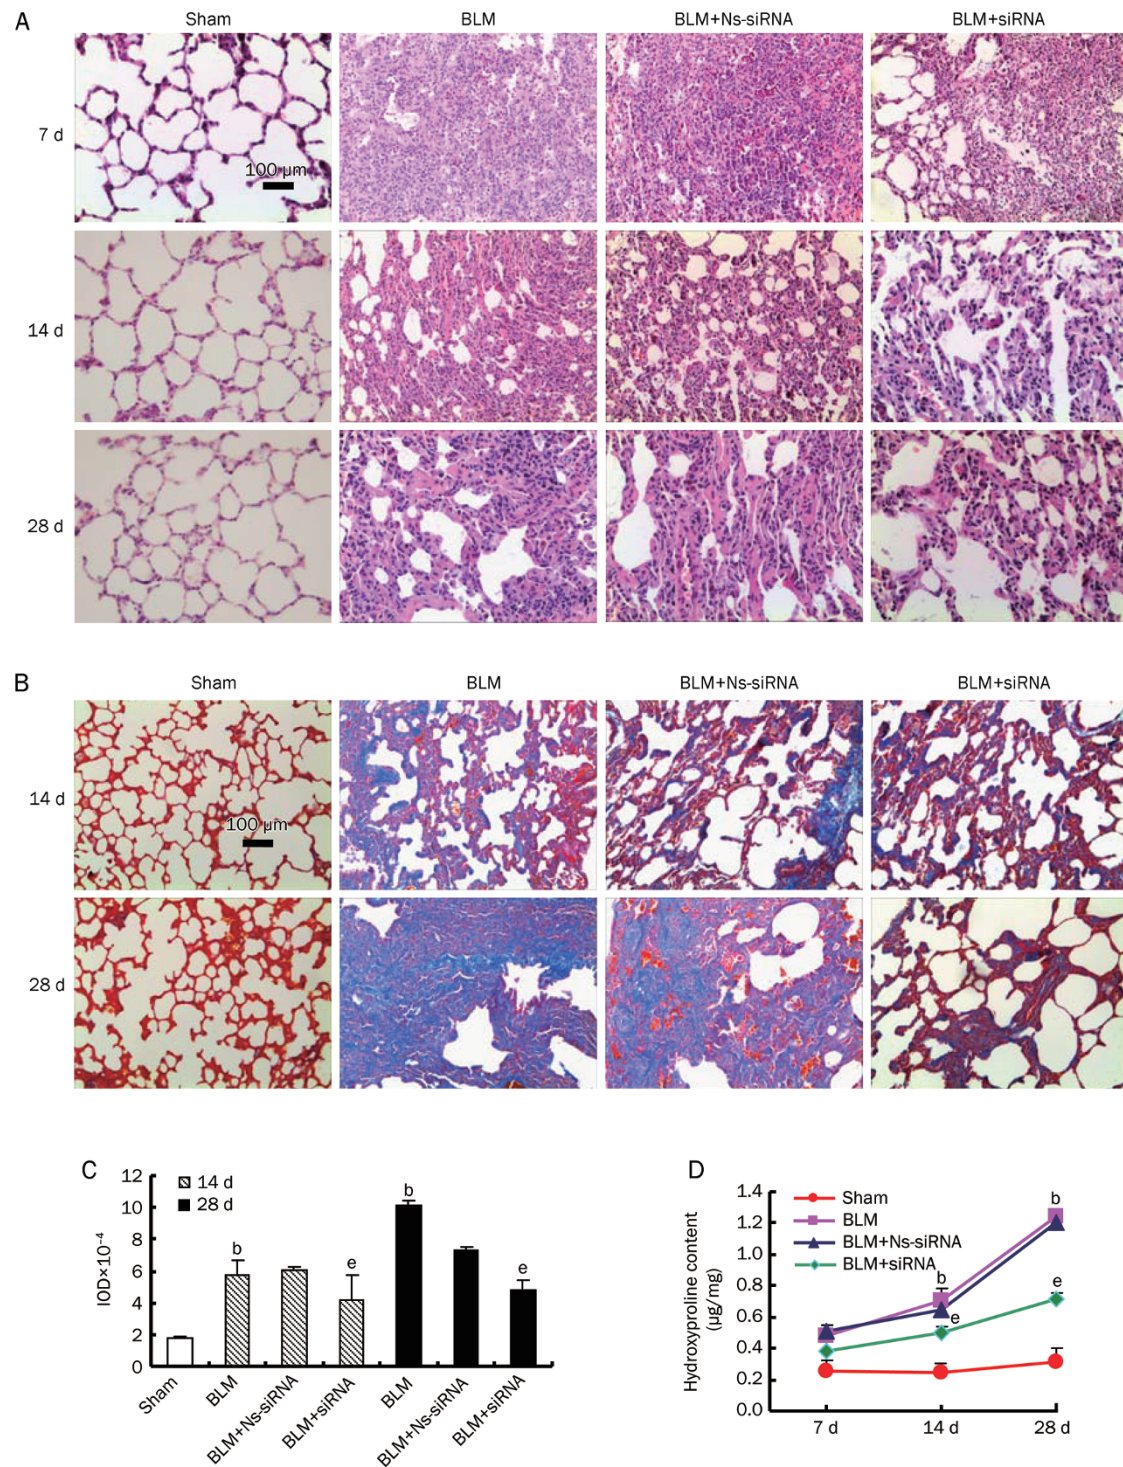 A
Sham BLM BLM+Ns-siRNA BLM+siRNA
7 d
100 μm
14 d
28 d
B
Sham BLM BLM+Ns-siRNA BLM+siRNA
14 d
100 μm
28 d
C
12
10
8
6
4
2
0
IOD×10⁻⁴
14 d
28 d
b
e
b
e
Sham
BLM
BLM+Ns-siRNA
BLM+siRNA
BLM
BLM+Ns-siRNA
BLM+siRNA
D
1.4
1.2
1.0
0.8
0.6
0.4
0.2
0.0
Hydroxyproline content
(μg/mg)
Sham
BLM
BLM+Ns-siRNA
BLM+siRNA
b
b
e
e
7 d 14 d 28 d